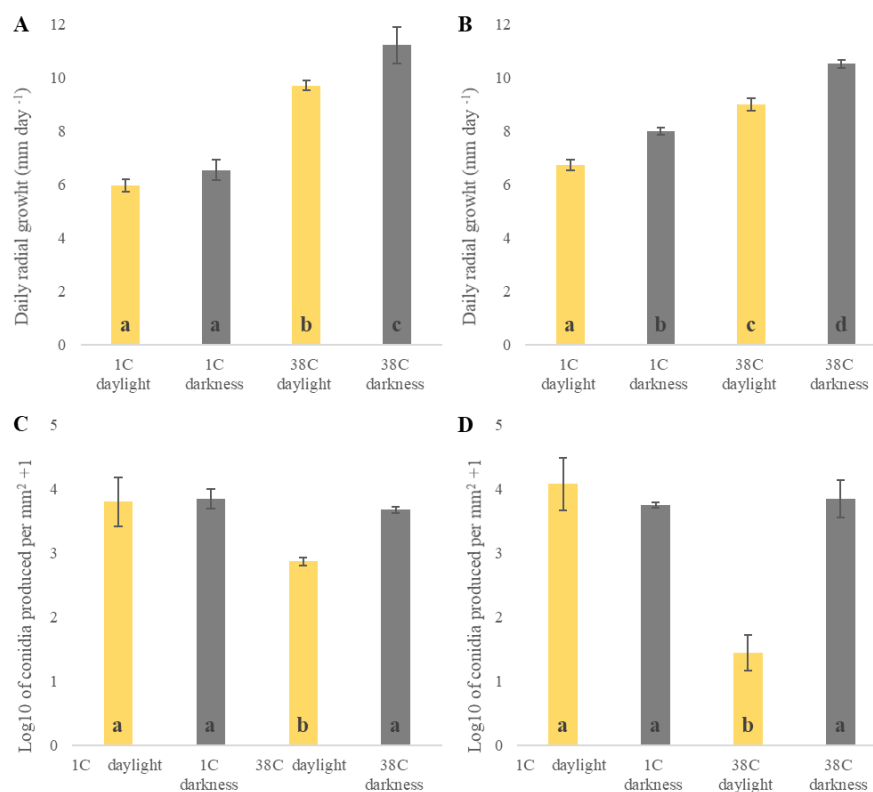 A
Daily radial growht (mm day -1)
12
10
8
6
4
2
0
a
a
b
c
1C
daylight
1C
darkness
38C
daylight
38C
darkness
B
Daily radial growht (mm day -1)
12
10
8
6
4
2
0
a
b
c
d
1C
daylight
1C
darkness
38C
daylight
38C
darkness
C
Log10 of conidia produced per mm² +1
5
4
3
2
1
0
a
a
b
a
1C daylight
1C
darkness
38C daylight
38C
darkness
D
Log10 of conidia produced per mm² +1
5
4
3
2
1
0
a
a
b
a
1C daylight
1C
darkness
38C
daylight
38C
darkness